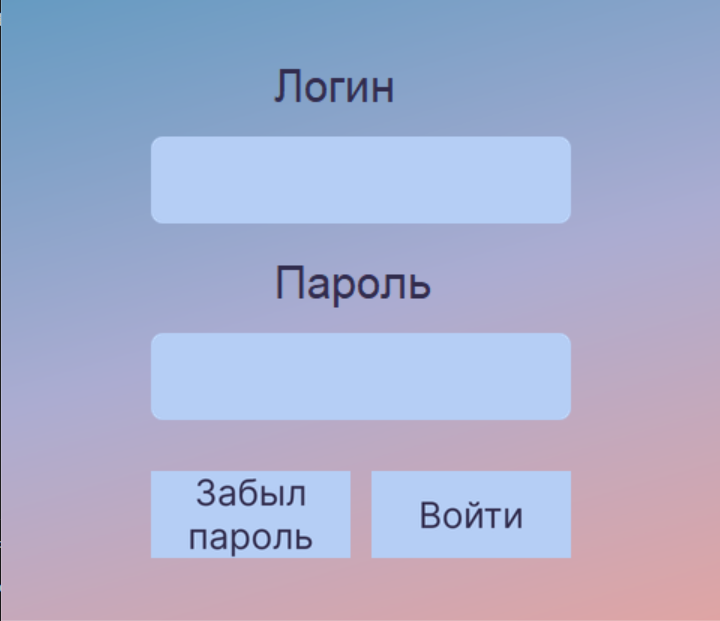 Логин
Пароль
Забыл
пароль
Войти